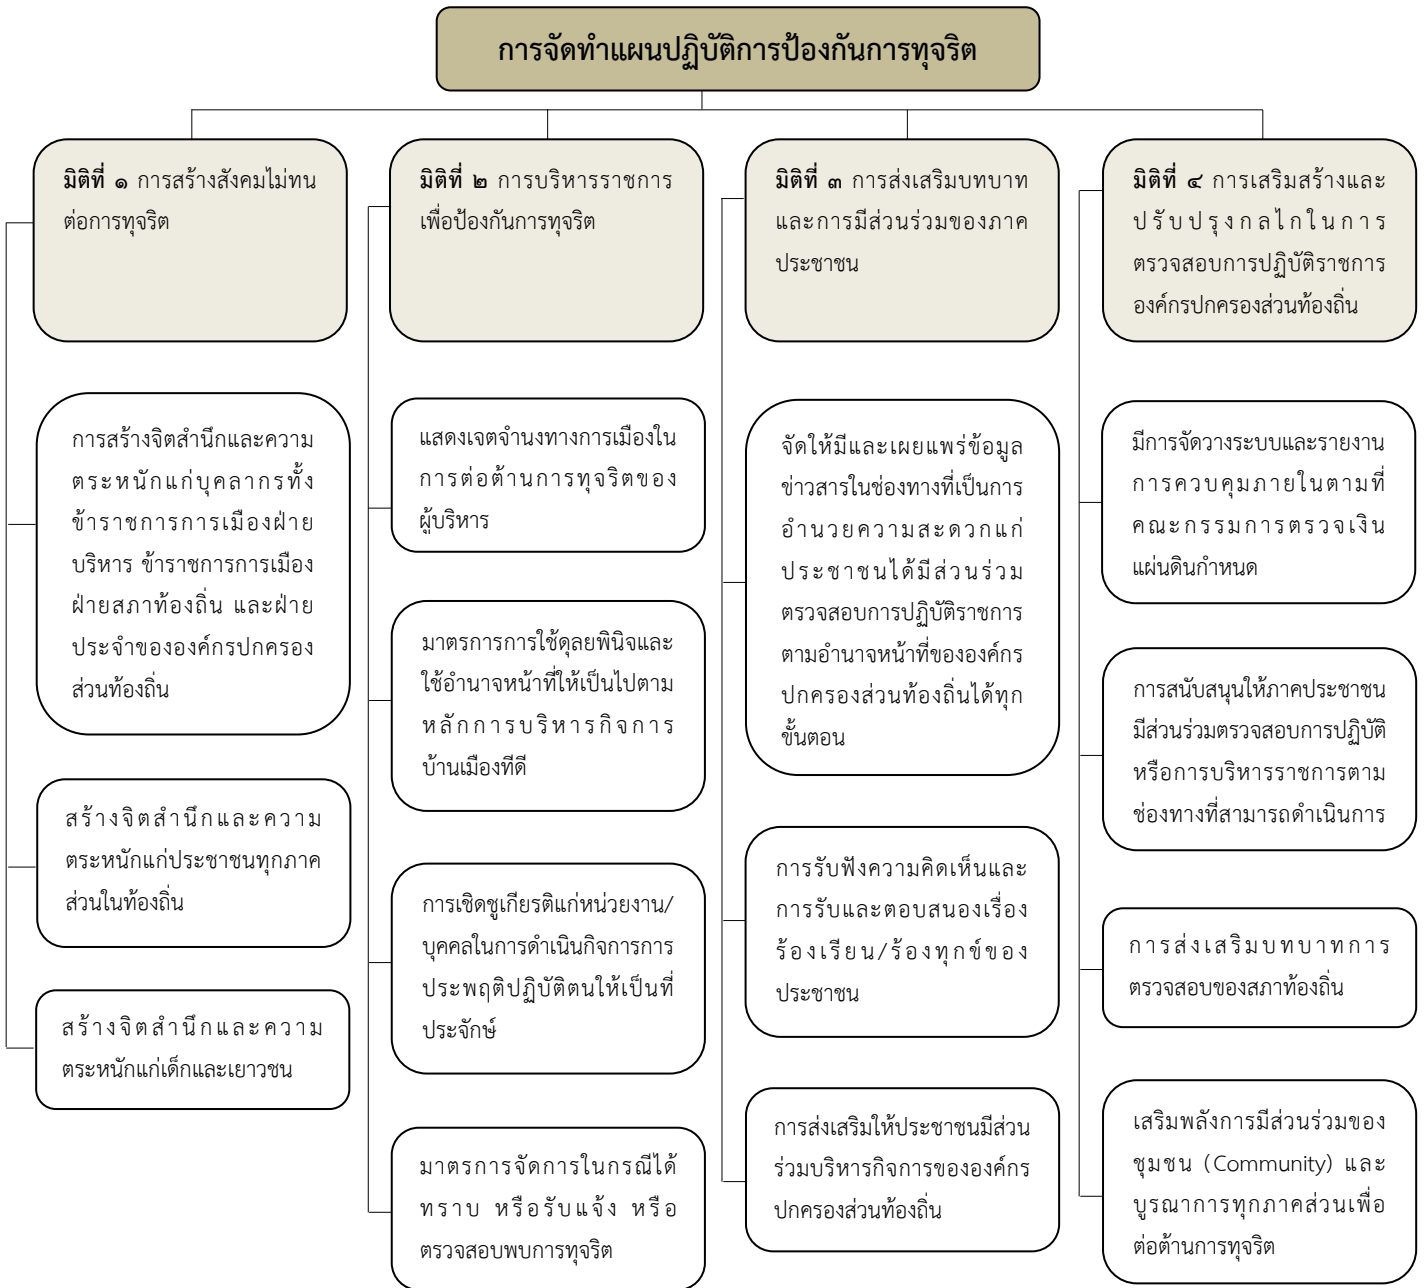 การจัดทำแผนปฏิบัติการป้องกันการทุจริต
มิติที่ ๑ การสร้างสังคมไม่ทน
ต่อการทุจริต
การสร้างจิตสำนึกและความ
ตระหนักแก่บุคลากรทั้ง
ข้าราชการการเมืองฝ่าย
บริหาร ข้าราชการการเมือง
ฝ่ายสภาท้องถิ่น และฝ่าย
ประจำขององค์กรปกครอง
ส่วนท้องถิ่น
สร้างจิตสำนึกและความ
ตระหนักแก่ประชาชนทุกภาค
ส่วนในท้องถิ่น
สร้างจิตสำนึกและความ
ตระหนักแก่เด็กและเยาวชน
มิติที่ ๒ การบริหารราชการ
เพื่อป้องกันการทุจริต
แสดงเจตจำนงทางการเมืองใน
การต่อต้านการทุจริตของ
ผู้บริหาร
มาตรการการใช้ดุลยพินิจและ
ใช้อำนาจหน้าที่ให้เป็นไปตาม
หลักการบริหารกิจการ
บ้านเมืองทีดี
การเชิดชูเกียรติแก่หน่วยงาน/
บุคคลในการดำเนินกิจการการ
ประพฤติปฏิบัติตนให้เป็นที่
ประจักษ์
มาตรการจัดการในกรณีได้
ทราบ หรือรับแจ้ง หรือ
ตรวจสอบพบการทุจริต
มิติที่ ๓ การส่งเสริมบทบาท
และการมีส่วนร่วมของภาค
ประชาชน
จัดให้มีและเผยแพร่ข้อมูล
ข่าวสารในช่องทางที่เป็นการ
อำนวยความสะดวกแก่
ประชาชนได้มีส่วนร่วม
ตรวจสอบการปฏิบัติราชการ
ตามอำนาจหน้าที่ขององค์กร
ปกครองส่วนท้องถิ่นได้ทุก
ขั้นตอน
การรับฟังความคิดเห็นและ
การรับและตอบสนองเรื่อง
ร้องเรียน/ร้องทุกข์ของ
ประชาชน
การส่งเสริมให้ประชาชนมีส่วน
ร่วมบริหารกิจการขององค์กร
ปกครองส่วนท้องถิ่น
มิติที่ ๔ การเสริมสร้างและ
ปรับปรุงกลไกในการ
ตรวจสอบการปฏิบัติราชการ
องค์กรปกครองส่วนท้องถิ่น
มีการจัดวางระบบและรายงาน
การควบคุมภายในตามที่
คณะกรรมการตรวจเงิน
แผ่นดินกำหนด
การสนับสนุนให้ภาคประชาชน
มีส่วนร่วมตรวจสอบการปฏิบัติ
หรือการบริหารราชการตาม
ช่องทางที่สามารถดำเนินการ
การส่งเสริมบทบาทการ
ตรวจสอบของสภาท้องถิ่น
เสริมพลังการมีส่วนร่วมของ
ชุมชน (Community) และ
บูรณาการทุกภาคส่วนเพื่อ
ต่อต้านการทุจริต